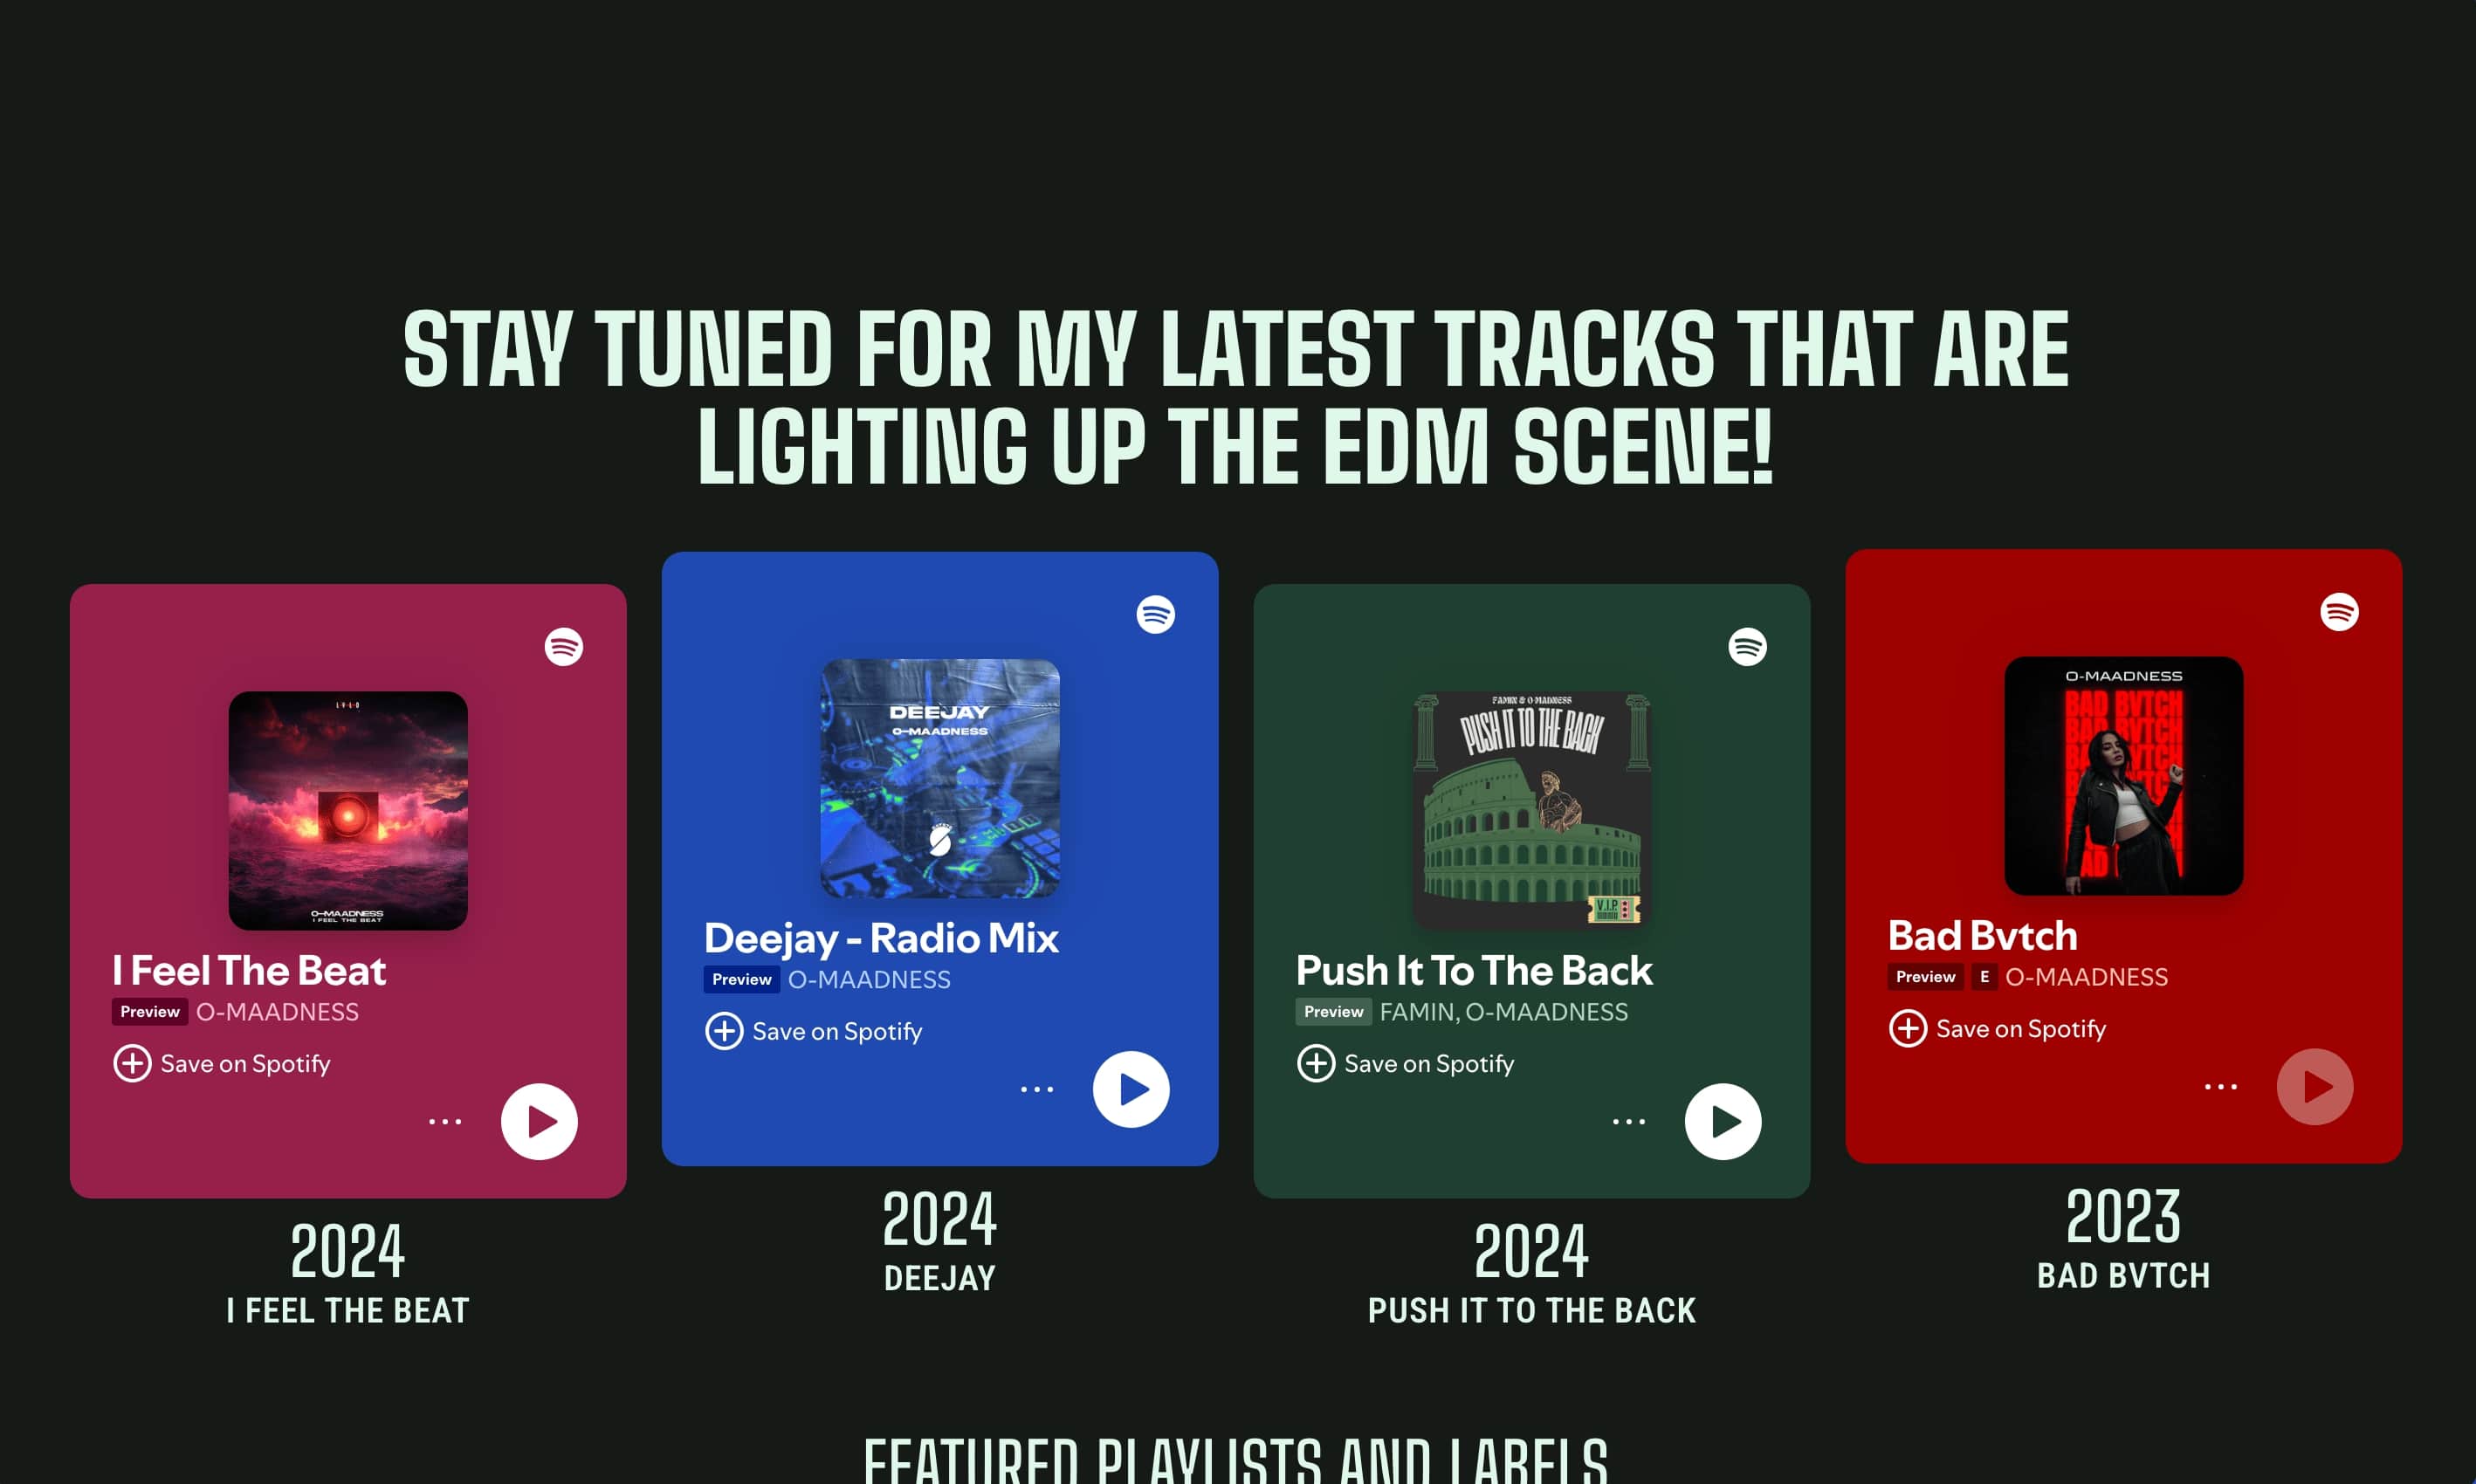 STAY TUNED FOR MY LATEST TRACKS THAT ARE
LIGHTING UP THE EDM SCENE!
LVLO
O-MAADNESS
I FEEL THE BEAT
I Feel The Beat
Preview O-MAADNESS
Save on Spotify
2024
I FEEL THE BEAT
DEEJAY
O-MAADNESS
Deejay - Radio Mix
Preview O-MAADNESS
Save on Spotify
2024
DEEJAY
FAMIN & O-MADNESS
PUSH IT TO THE BACK
V.I.P.
Push It To The Back
Preview FAMIN, O-MAADNESS
Save on Spotify
2024
PUSH IT TO THE BACK
O-MAADNESS
BAD BVTCH
BAD BVTCH
Bad Bvtch
Preview E O-MAADNESS
Save on Spotify
2023
BAD BVTCH
FEATURED PLAYLISTS AND LABELS